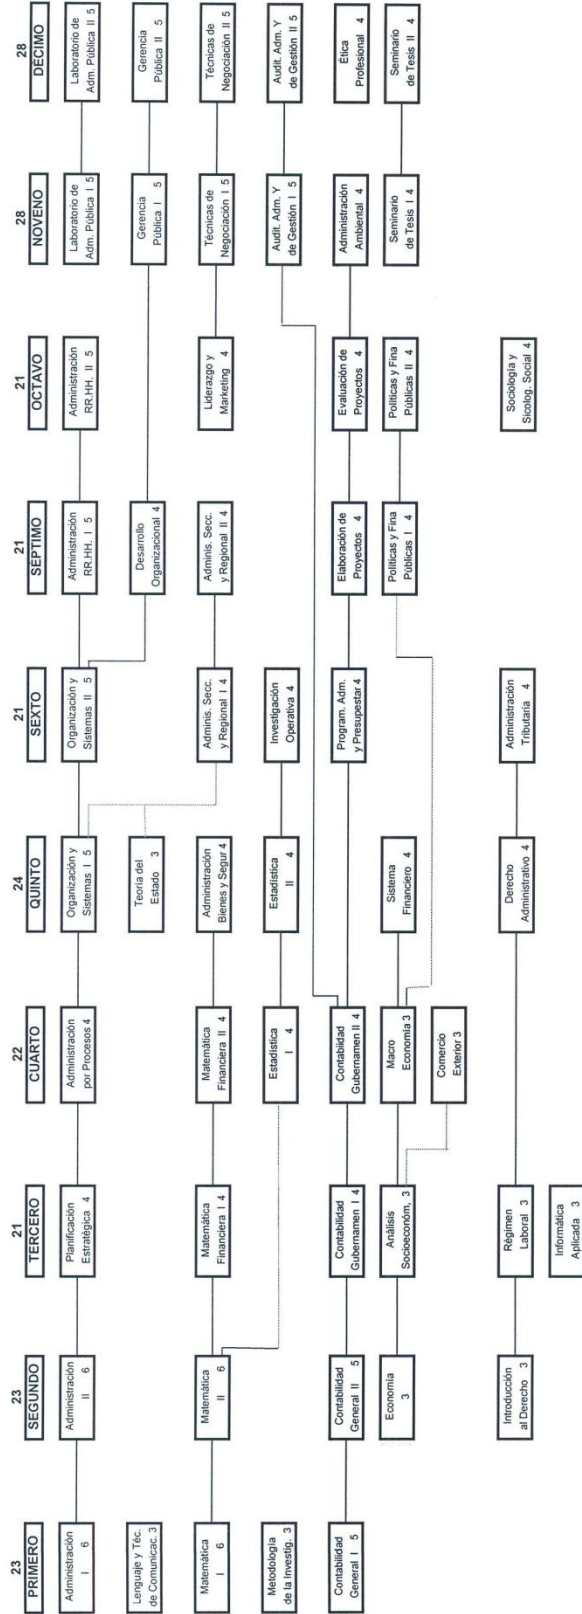 23
PRIMERO
Administración
I 6
Lenguaje y Téc.
de Comunicac. 3
Matemática
I 6
Metodología
de la Investig. 3
Contabilidad
General I 5
23
SEGUNDO
Administración
II 6
Matemática
II 6
Contabilidad
General II 5
Economía
3
Introducción
al Derecho 3
21
TERCERO
Planificación
Estratégica 4
Matemática
Financiera I 4
Contabilidad
Gubernamen I 4
Análisis
Socioeconóm, 3
Régimen
Laboral 3
Informática
Aplicada 3
22
CUARTO
Administración
por Procesos 4
Matemática
Financiera II 4
Estadística
I 4
Contabiidad
Gubernamen II 4
Macro
Economía 3
Comercio
Exterior 3
24
QUINTO
Organización y
Sistemas I 5
Teoría del
Estado 3
Administración
Bienes y Segur 4
Estadística
II 4
Sistema
Financiero 4
Derecho
Administrativo 4
21
SEXTO
Organización y
Sistemas II 5
Adminis. Secc.
y Regional I 4
Investigación
Operativa 4
Program. Adm.
y Presupestar 4
Administración
Tributaria 4
21
SÉPTIMO
Administración
RR.HH. I 5
Desarrollo
Organizacional 4
Adminis. Secc.
y Regional II 4
Elaboración de
Proyectos 4
Políticas y Fina
Públicas I 4
21
OCTAVO
Administración
RR.HH. II 5
Liderazgo y
Marketing 4
Evaluación de
Proyectos 4
Políticas y Fina
Públicas II 4
Sociología y
Sicolog. Social 4
28
NOVENO
Laboratorio de
Adm. Pública I 5
Gerencia
Pública I 5
Técnicas de
Negociación I 5
Audit. Adm. Y
de Gestión I 5
Administración
Ambiental 4
Seminario
de Tesis I 4
28
DÉCIMO
Laboratorio de
Adm. Pública II 5
Gerencia
Pública II 5
Técnicas de
Negociación II 5
Audit. Adm. Y
de Gestión II 5
Ética
Profesional 4
Seminario
de Tesis II 4